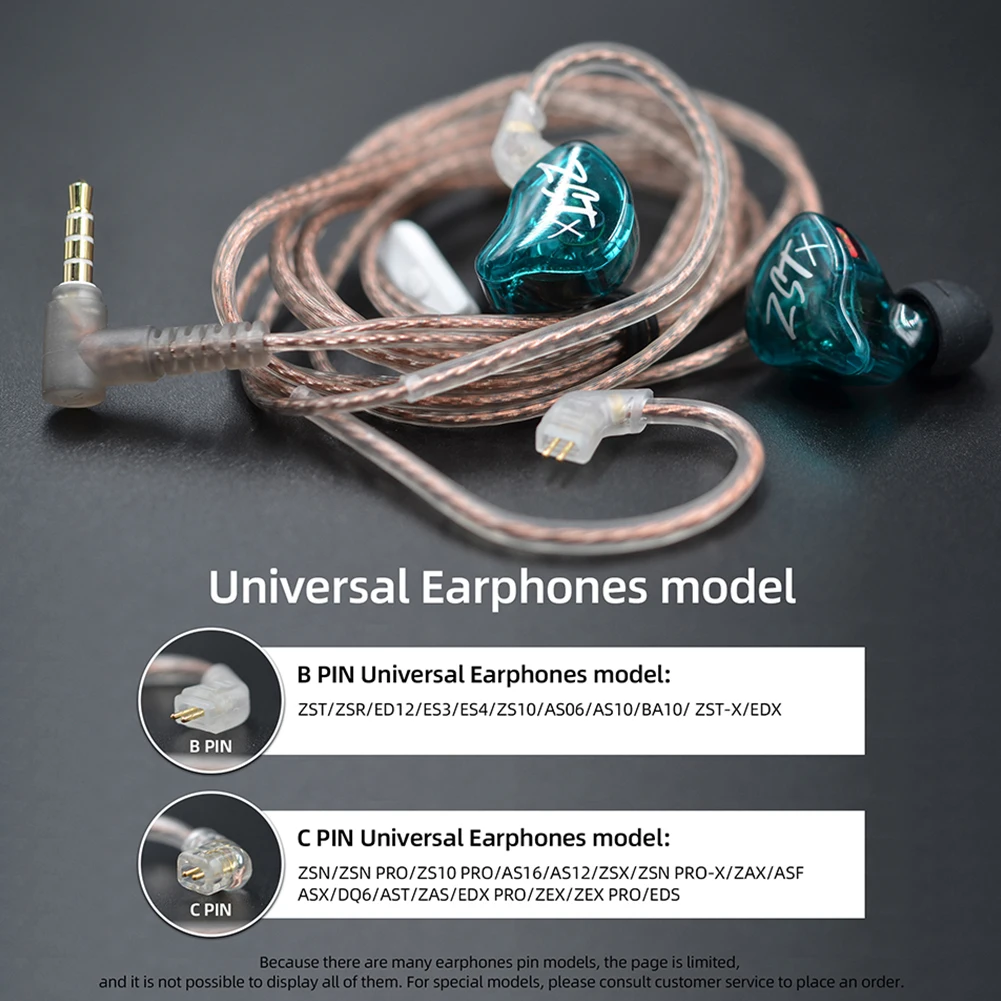 ZSTX
ZSTX
Universal Earphones model
B PIN Universal Earphones model:
ZST/ZSR/ED12/ES3/ES4/ZS10/AS06/AS10/BA10/ ZST-X/EDX
B PIN
C PIN Universal Earphones model:
ZSN/ZSN PRO/ZS10 PRO/AS16/AS12/ZSX/ZSN PRO-X/ZAX/ASF
ASX/DQ6/AST/ZAS/EDX PRO/ZEX/ZEX PRO/EDS
C PIN
Because there are many earphones pin models, the page is limited,
and it is not possible to display all of them. For special models, please consult customer service to place an order.